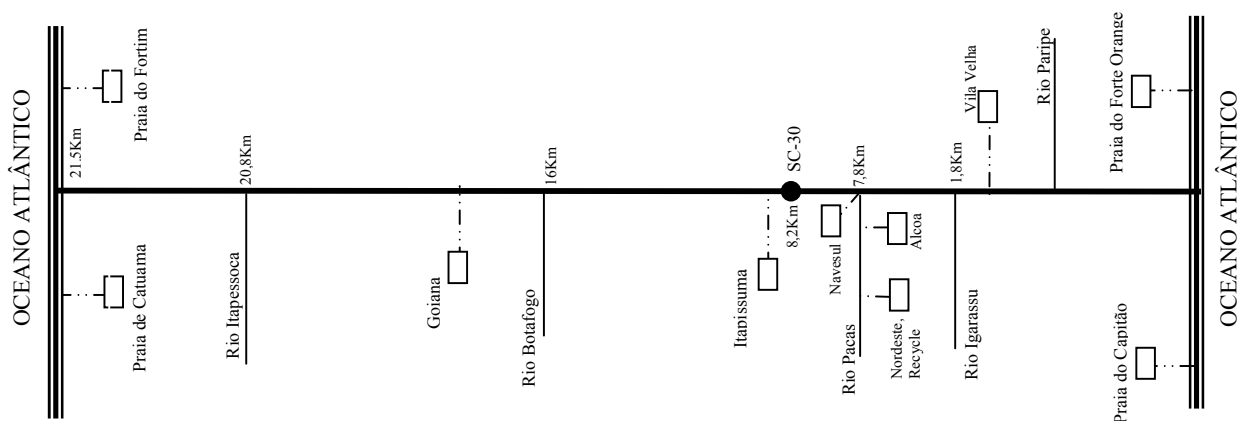 OCEANO ATLÂNTICO
Praia do Fortim
21.5Km
Praia de Catuama
20,8Km
Rio Itapessoca
Goiana
16Km
Rio Botafogo
Itapissuma
SC-30
8,2Km
Navesul
7,8Km
Rio Pacas
Alcoa
Nordeste,
Recycle
1,8Km
Rio Igarassu
Vila Velha
Rio Paripe
Praia do Forte Orange
Praia do Capitão
OCEANO ATLÂNTICO